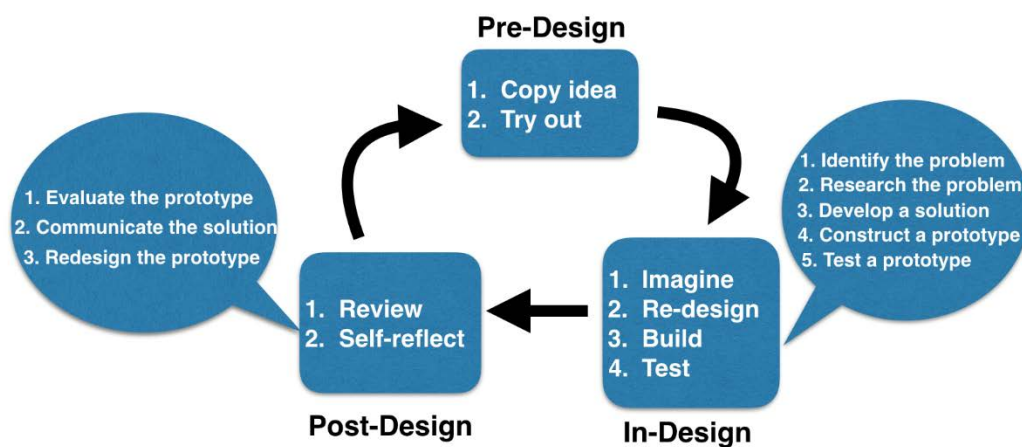 Pre-Design
1. Copy idea
2. Try out
1. Identify the problem
2. Research the problem
3. Develop a solution
4. Construct a prototype
5. Test a prototype
1. Imagine
2. Re-design
3. Build
4. Test
In-Design
1. Evaluate the prototype
2. Communicate the solution
3. Redesign the prototype
1. Review
2. Self-reflect
Post-Design